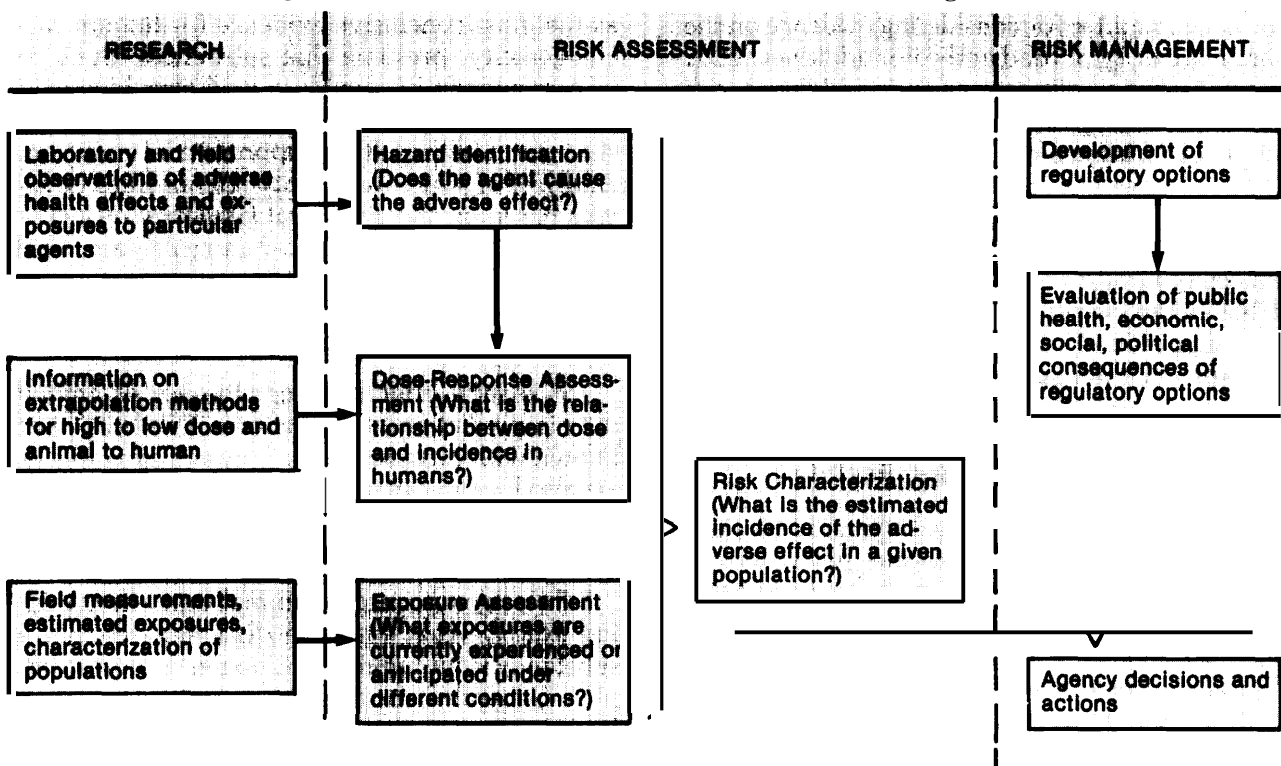 RESEARCH
RISK ASSESSMENT
RISK MANAGEMENT
Laboratory and field
observations of adverse
health effects and ex-
posures to particular
agents
Information on
extrapolation methods
for high to low dose and
animal to human
Field measurements,
estimated exposures,
characterization of
populations
Hazard Identification
(Does the agent cause
the adverse effect?)
Dose-Response Assess-
ment (What is the rela-
tionship between dose
and incidence in
humans?)
Exposure Assessment
(What exposures are
currently experienced or
anticipated under
different conditions?)
Risk Characterization
(What is the estimated
incidence of the ad-
verse effect in a given
population?)
Development of
regulatory options
Evaluation of public
health, economic,
social, political
consequences of
regulatory options
Agency decisions and
actions